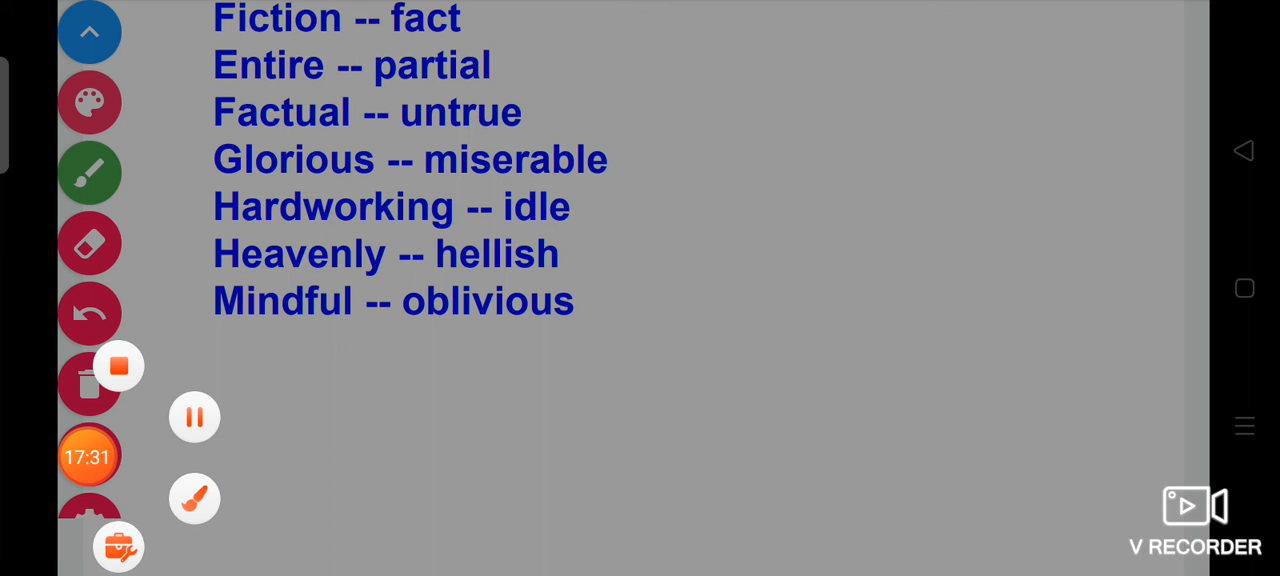 Fiction -- fact
Entire -- partial
Factual -- untrue
Glorious -- miserable
Hardworking -- idle
Heavenly -- hellish
Mindful -- oblivious
17:31
V RECORDER